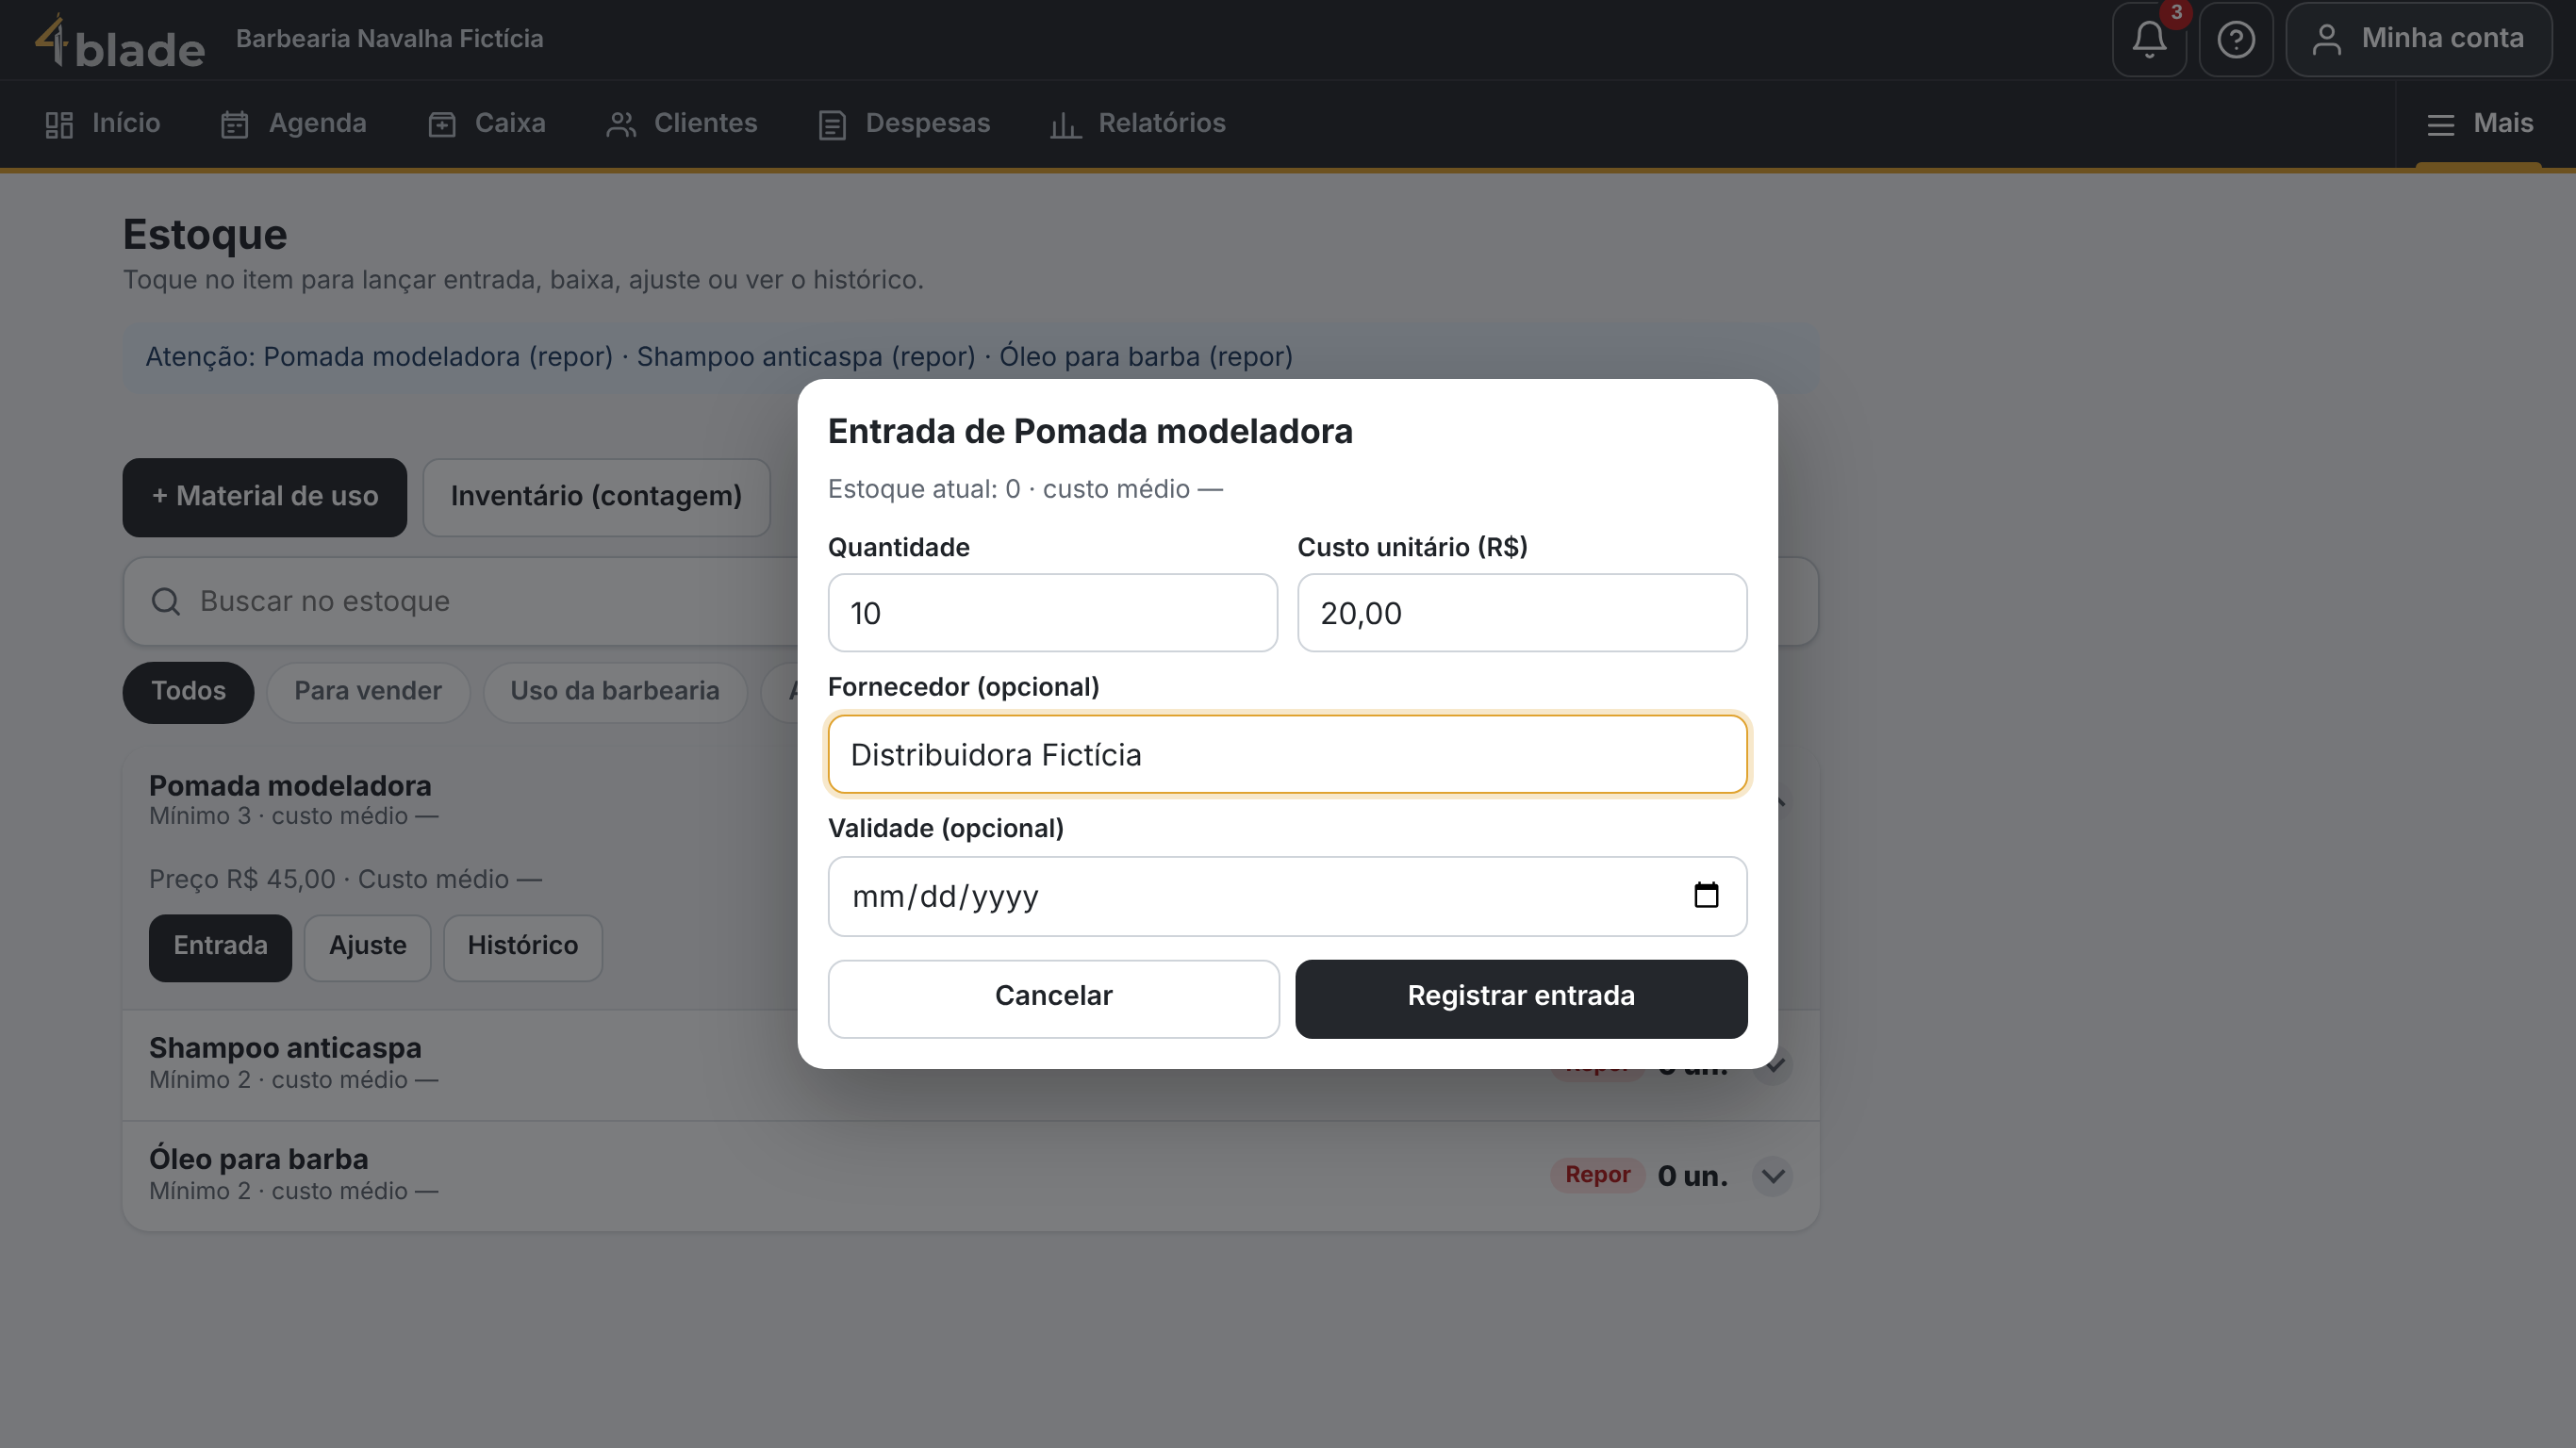 4blade
Barbearia Navalha Fictícia
3
Minha conta
Início
Agenda
Caixa
Clientes
Despesas
Relatórios
Mais
Estoque
Toque no item para lançar entrada, baixa, ajuste ou ver o histórico.
Atenção: Pomada modeladora (repor) · Shampoo anticaspa (repor) · Óleo para barba (repor)
+ Material de uso
Inventário (contagem)
Buscar no estoque
Todos
Para vender
Uso da barbearia
Pomada modeladora
Mínimo 3 · custo médio —
Preço R$ 45,00 · Custo médio —
Entrada
Ajuste
Histórico
Shampoo anticaspa
Mínimo 2 · custo médio —
Óleo para barba
Mínimo 2 · custo médio —
Repor
0 un.
Entrada de Pomada modeladora
Estoque atual: 0 · custo médio —
Quantidade
Custo unitário (R$)
10
20,00
Fornecedor (opcional)
Distribuidora Fictícia
Validade (opcional)
mm/dd/yyyy
Cancelar
Registrar entrada